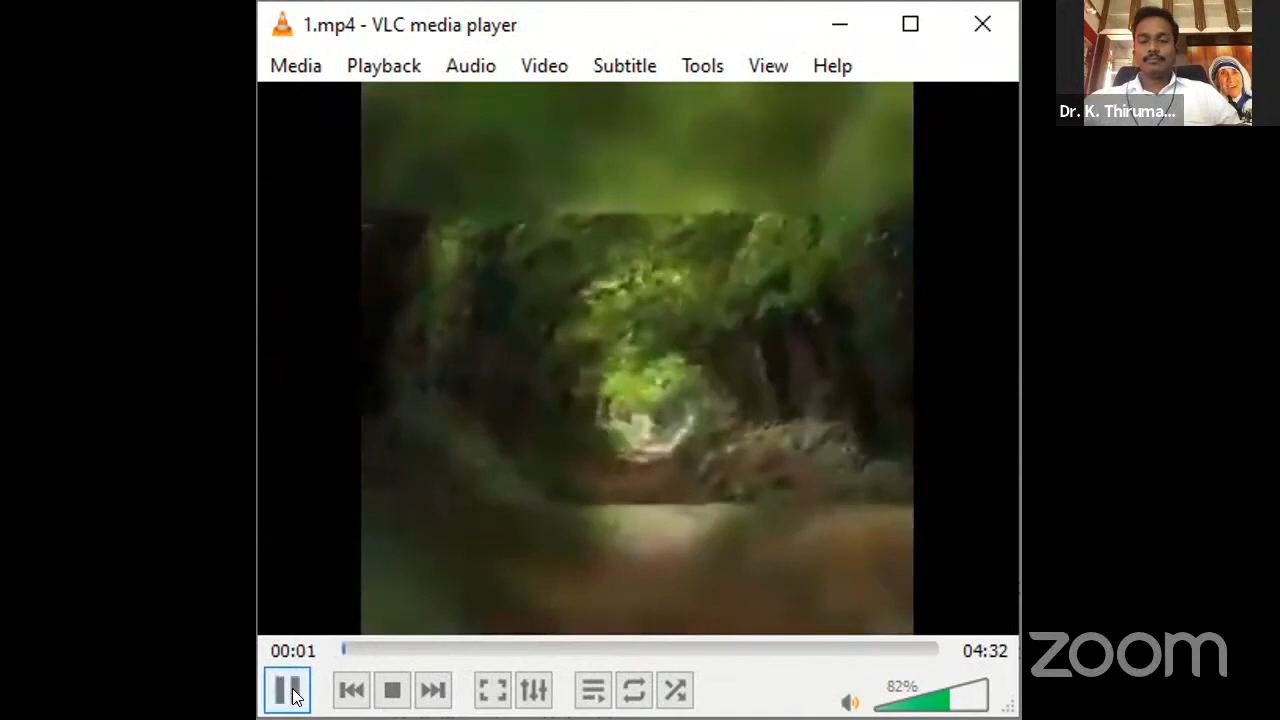 1.mp4 - VLC media player
Media Playback Audio Video Subtitle Tools View Help
Dr. K. Thiruma...
00:01
04:32
82%
zoom